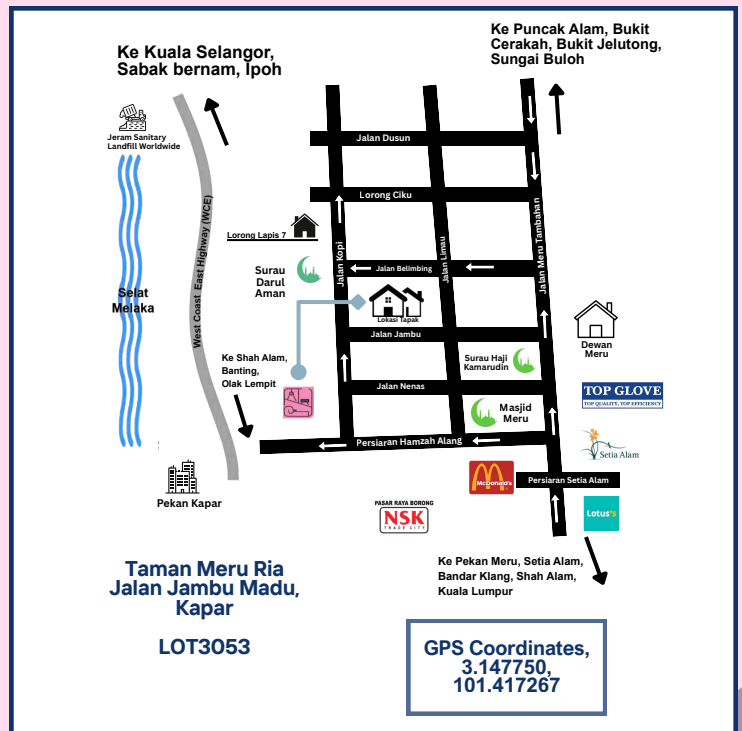 Ke Puncak Alam, Bukit
Cerakah, Bukit Jelutong,
Sungai Buloh
Ke Kuala Selangor,
Sabak bernam, Ipoh
Jeram Sanitary
Landfill Worldwide
Jalan Dusun
Lorong Ciku
West Coast East Highway (WCE)
Lorong Lapis 7
Jalan Kopi
Jalan Limau
Jalan Meru Tambahan
Surau
Darul
Aman
Jalan Belimbing
Selat
Melaka
Lokasi Tapak
Jalan Jambu
Dewan
Meru
Ke Shah Alam,
Banting,
Olak Lempit
Surau Haji
Kamarudin
Jalan Nenas
TOP GLOVE
TOP QUALITY, TOP EFFICIENCY
Masjid
Meru
Persiaran Hamzah Alang
Setia Alam
McDonald's
Persiaran Setia Alam
Pekan Kapar
PASAR RAYA BORONG
NSK
TRADE CITY
Lotus's
Ke Pekan Meru, Setia Alam,
Bandar Klang, Shah Alam,
Kuala Lumpur
Taman Meru Ria
Jalan Jambu Madu,
Kapar
LOT3053
GPS Coordinates,
3.147750,
101.417267